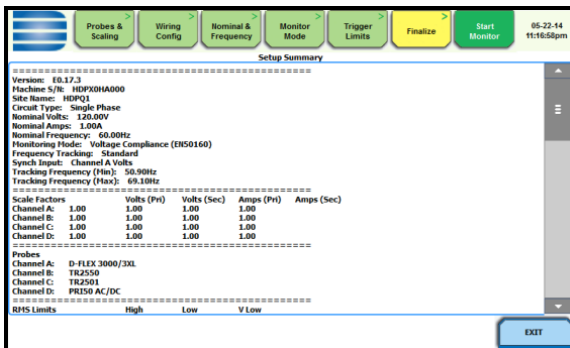 Probes & Scaling
Wiring Config
Nominal & Frequency
Monitor Mode
Trigger Limits
Finalize
Start Monitor
05-22-14
11:16:58pm
Setup Summary
==================================================
Version: E0.17.3
Machine S/N: HDPX0HA000
Site Name: HDPQ1
Circuit Type: Single Phase
Nominal Volts: 120.00V
Nominal Amps: 1.00A
Nominal Frequency: 60.00Hz
Monitoring Mode: Voltage Compliance (EN50160)
Frequency Tracking: Standard
Synch Input: Channel A Volts
Tracking Frequency (Min): 50.90Hz
Tracking Frequency (Max): 69.10Hz
==================================================
Scale Factors Volts (Pri) Volts (Sec) Amps (Pri) Amps (Sec)
Channel A: 1.00 1.00 1.00 1.00
Channel B: 1.00 1.00 1.00 1.00
Channel C: 1.00 1.00 1.00 1.00
Channel D: 1.00 1.00 1.00 1.00
==================================================
Probes
Channel A: D-FLEX 3000/3XL
Channel B: TR2550
Channel C: TR2501
Channel D: PR150 AC/DC
==================================================
RMS Limits High Low V Low
EXIT